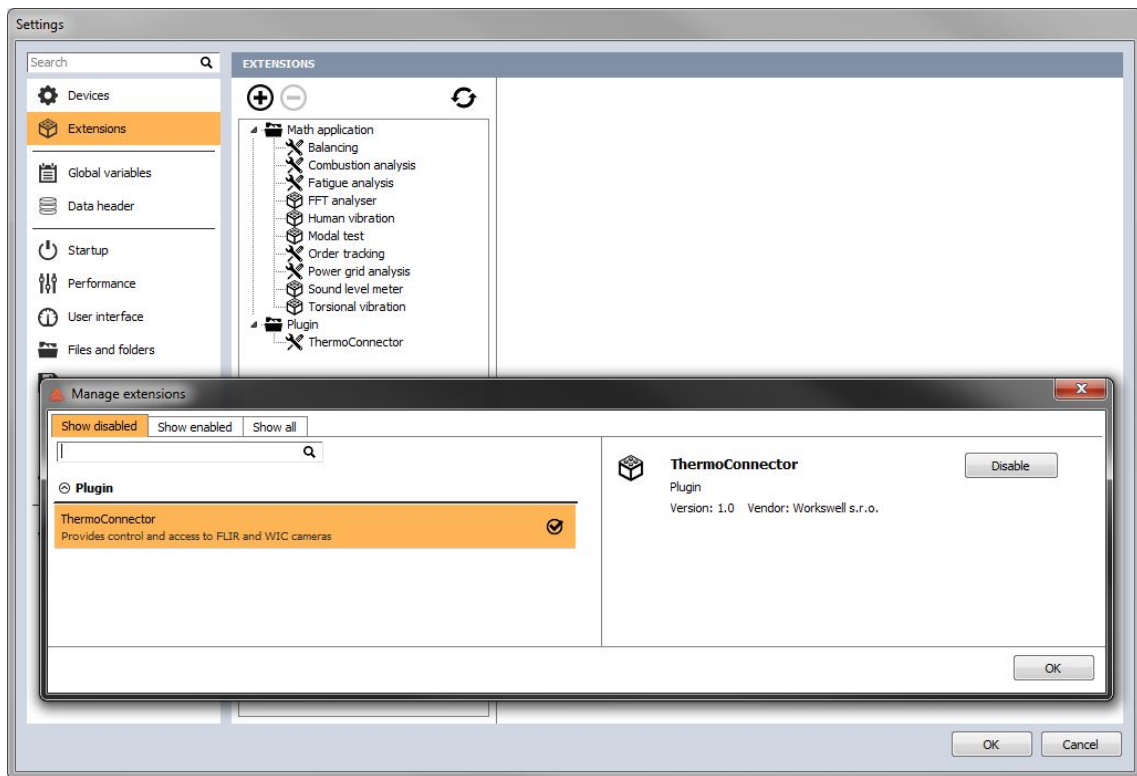 Settings
Search
Devices
Extensions
Global variables
Data header
Startup
Performance
User interface
Files and folders
EXTENSIONS
Math application
Balancing
Combustion analysis
Fatigue analysis
FFT analyser
Human vibration
Modal test
Order tracking
Power grid analysis
Sound level meter
Torsional vibration
Plugin
ThermoConnector
Manage extensions
Show disabled Show enabled Show all
Plugin
ThermoConnector
Provides control and access to FLIR and WIC cameras
ThermoConnector
Disable
Plugin
Version: 1.0 Vendor: Workswell s.r.o.
OK
OK Cancel